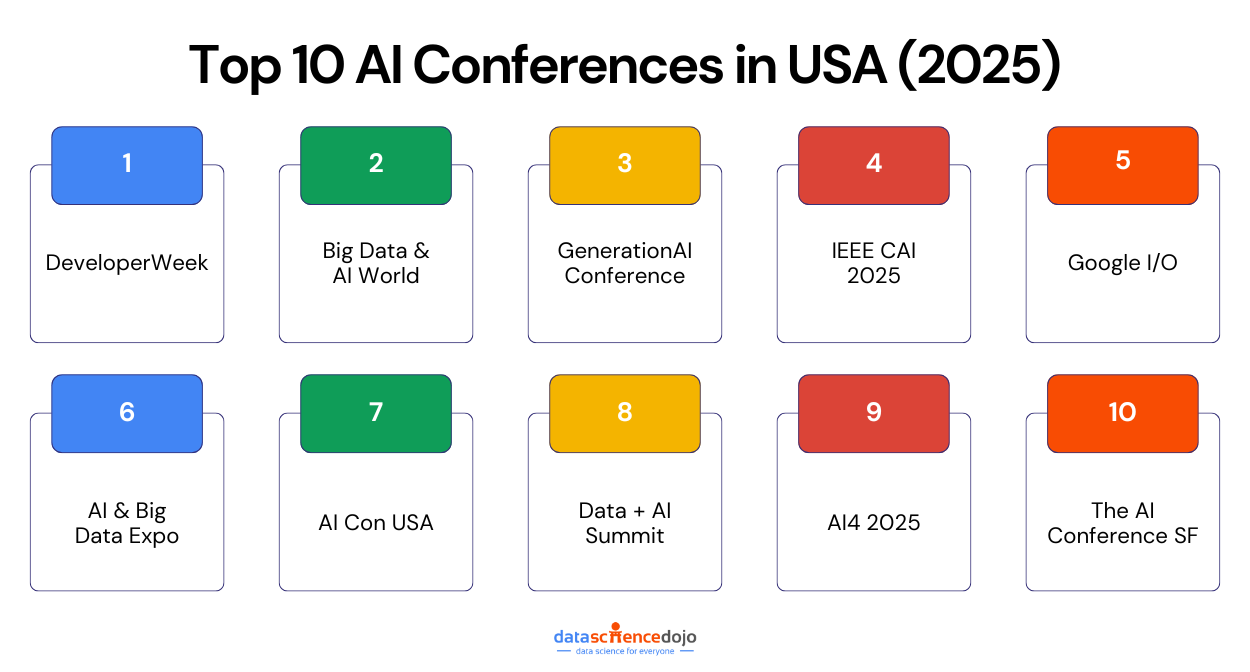 Top 10 AI Conferences in USA (2025)
1
DeveloperWeek
2
Big Data &
AI World
3
GenerationAI
Conference
4
IEEE CAI
2025
5
Google I/O
6
AI & Big
Data Expo
7
AI Con USA
8
Data + AI
Summit
9
AI4 2025
10
The AI
Conference SF
datasciencedojo
data science for everyone